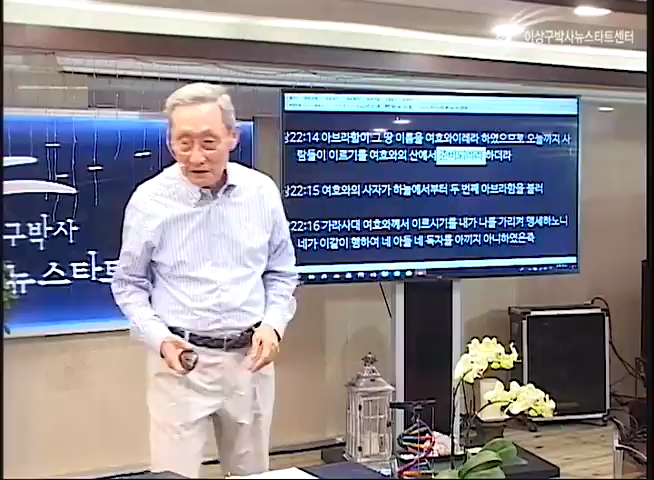 이상구박사뉴스타트센터
22:14 아브라함이 그 땅 이름을 여호와이레라 하였으므로 오늘까지 사
람들이 이르기를 여호와의 산에서 준비되리라 하더라
22:15 여호와의 사자가 하늘에서부터 두 번째 아브라함을 불러
22:16 가라사대 여호와께서 이르시기를 내가 나를 가리켜 맹세하노니
네가 이같이 행하여 네 아들 네 독자를 아끼지 아니하였은즉
구박사
뉴스타트